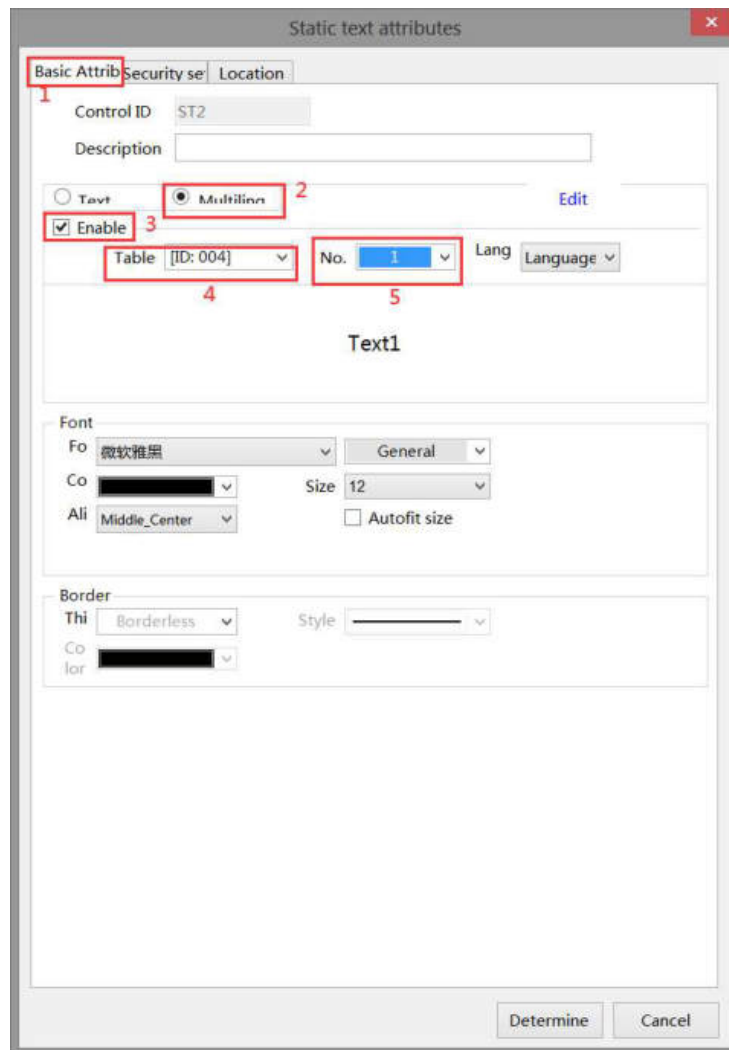 Static text attributes
Basic Attrib Security se Location
1
Control ID ST2
Description
Text Multiling 2 Edit
Enable 3
Table [ID: 004] No. 1 Lang Language
4 5
Text1
Font
Fo 微软雅黑 General
Co Size 12
Ali Middle_Center Autofit size
Border
Thi Borderless Style
Co
lor
Determine Cancel